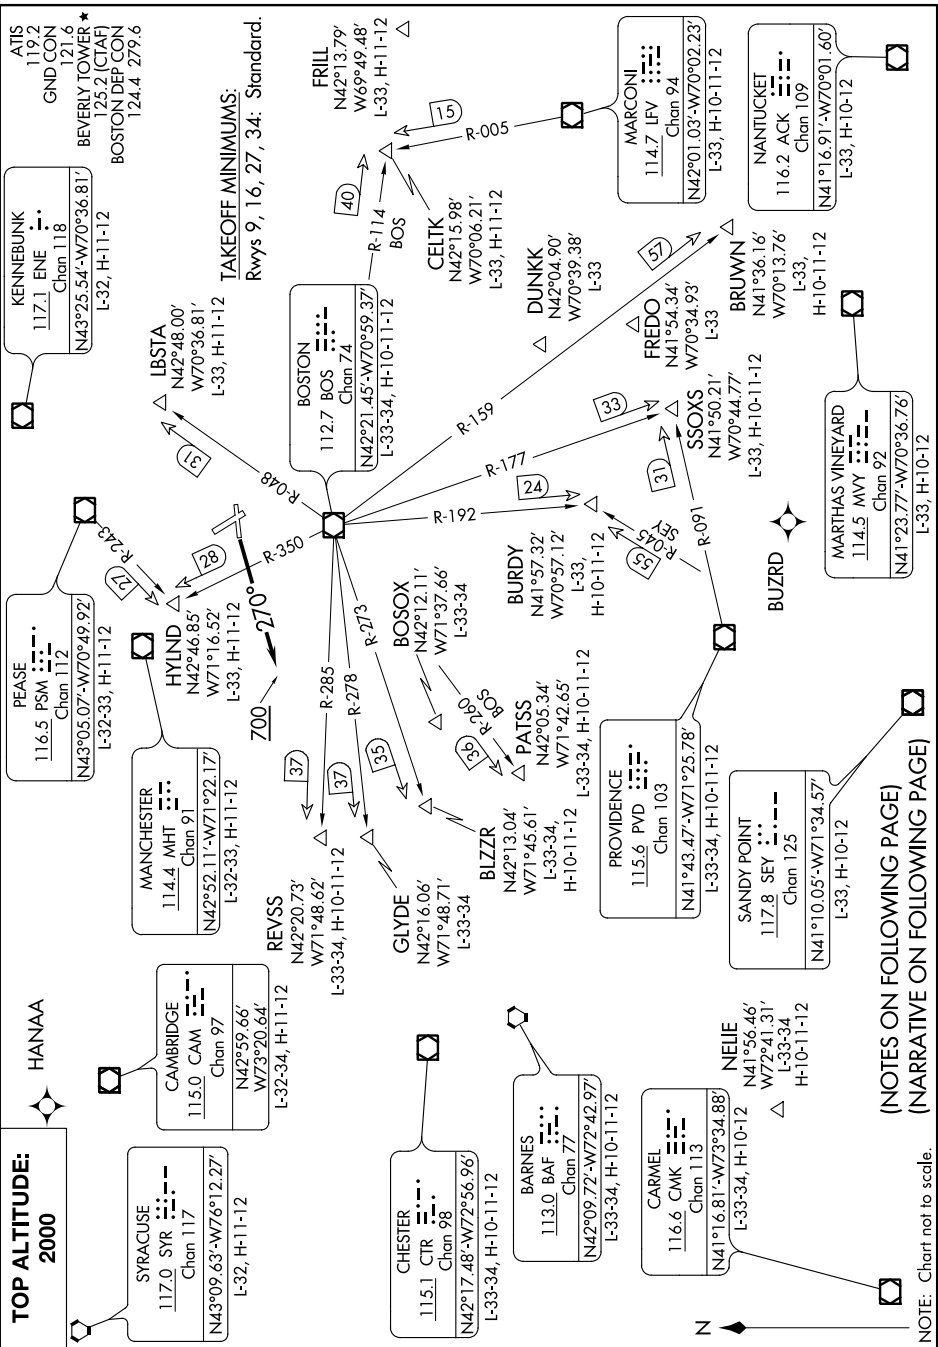 TOP ALTITUDE:
2000
HANAA
SYRACUSE
117.0 SYR
Chan 117
N43°09.63'-W76°12.27'
L-32, H-11-12
CAMBRIDGE
115.0 CAM
Chan 97
N42°59.66'
W73°20.64'
L-32-34, H-11-12
MANCHESTER
114.4 MHT
Chan 91
N42°52.11'-W71°22.17'
L-32-33, H-11-12
PEASE
116.5 PSM
Chan 112
N43°05.07'-W70°49.92'
L-32-33, H-11-12
KENNEBUNK
117.1 ENE
Chan 118
N43°25.54'-W70°36.81'
L-32, H-11-12
ATIS
119.2
GND CON
121.6
BEVERLY TOWER★
125.2 (CTAF)
BOSTON DEP CON
124.4 279.6
TAKEOFF MINIMUMS:
Rwys 9, 16, 27, 34: Standard.
R-243
27
HYLND
N42°46.85'
W71°16.52'
L-33, H-11-12
28
R-350
700
270°
LBSTA
N42°48.00'
W70°36.81'
L-33, H-11-12
31
R-048
BOSTON
112.7 BOS
Chan 74
N42°21.45'-W70°59.37'
L-33-34, H-10-11-12
40
R-114
BOS
FRILL
N42°13.79'
W69°49.48'
L-33, H-11-12
15
R-005
CELTK
N42°15.98'
W70°06.21'
L-33, H-11-12
MARCONI
114.7 LFV
Chan 94
N42°01.03'-W70°02.23'
L-33, H-10-11-12
NANTUCKET
116.2 ACK
Chan 109
N41°16.91'-W70°01.60'
L-33, H-10-12
REVSS
N42°20.73'
W71°48.62'
L-33-34, H-10-11-12
37
R-285
37
R-278
GLYDE
N42°16.06'
W71°48.71'
L-33-34
35
R-273
BLZZR
N42°13.04'
W71°45.61'
L-33-34,
H-10-11-12
BOSOX
N42°12.11'
W71°37.66'
L-33-34
36
R-260
BOS
PATSS
N42°05.34'
W71°42.65'
L-33-34, H-10-11-12
R-192
24
BURDY
N41°57.32'
W70°57.12'
L-33,
H-10-11-12
55
R-045
SEY
R-177
33
SSOXS
N41°50.21'
W70°44.77'
L-33, H-10-11-12
31
R-091
R-159
57
DUNKK
N42°04.90'
W70°39.38'
L-33
FREDO
N41°54.34'
W70°34.93'
L-33
BRUWN
N41°36.16'
W70°13.76'
L-33,
H-10-11-12
CHESTER
115.1 CTR
Chan 98
N42°17.48'-W72°56.96'
L-33-34, H-10-11-12
BARNES
113.0 BAF
Chan 77
N42°09.72'-W72°42.97'
L-33-34, H-10-11-12
CARMEL
116.6 CMK
Chan 113
N41°16.81'-W73°34.88'
L-33-34, H-10-12
NELIE
N41°56.46'
W72°41.31'
L-33-34
H-10-11-12
PROVIDENCE
115.6 PVD
Chan 103
N41°43.47'-W71°25.78'
L-33-34, H-10-11-12
SANDY POINT
117.8 SEY
Chan 125
N41°10.05'-W71°34.57'
L-33, H-10-12
BUZRD
MARTHAS VINEYARD
114.5 MVY
Chan 92
N41°23.77'-W70°36.76'
L-33, H-10-12
N
(NOTES ON FOLLOWING PAGE)
(NARRATIVE ON FOLLOWING PAGE)
NOTE: Chart not to scale.